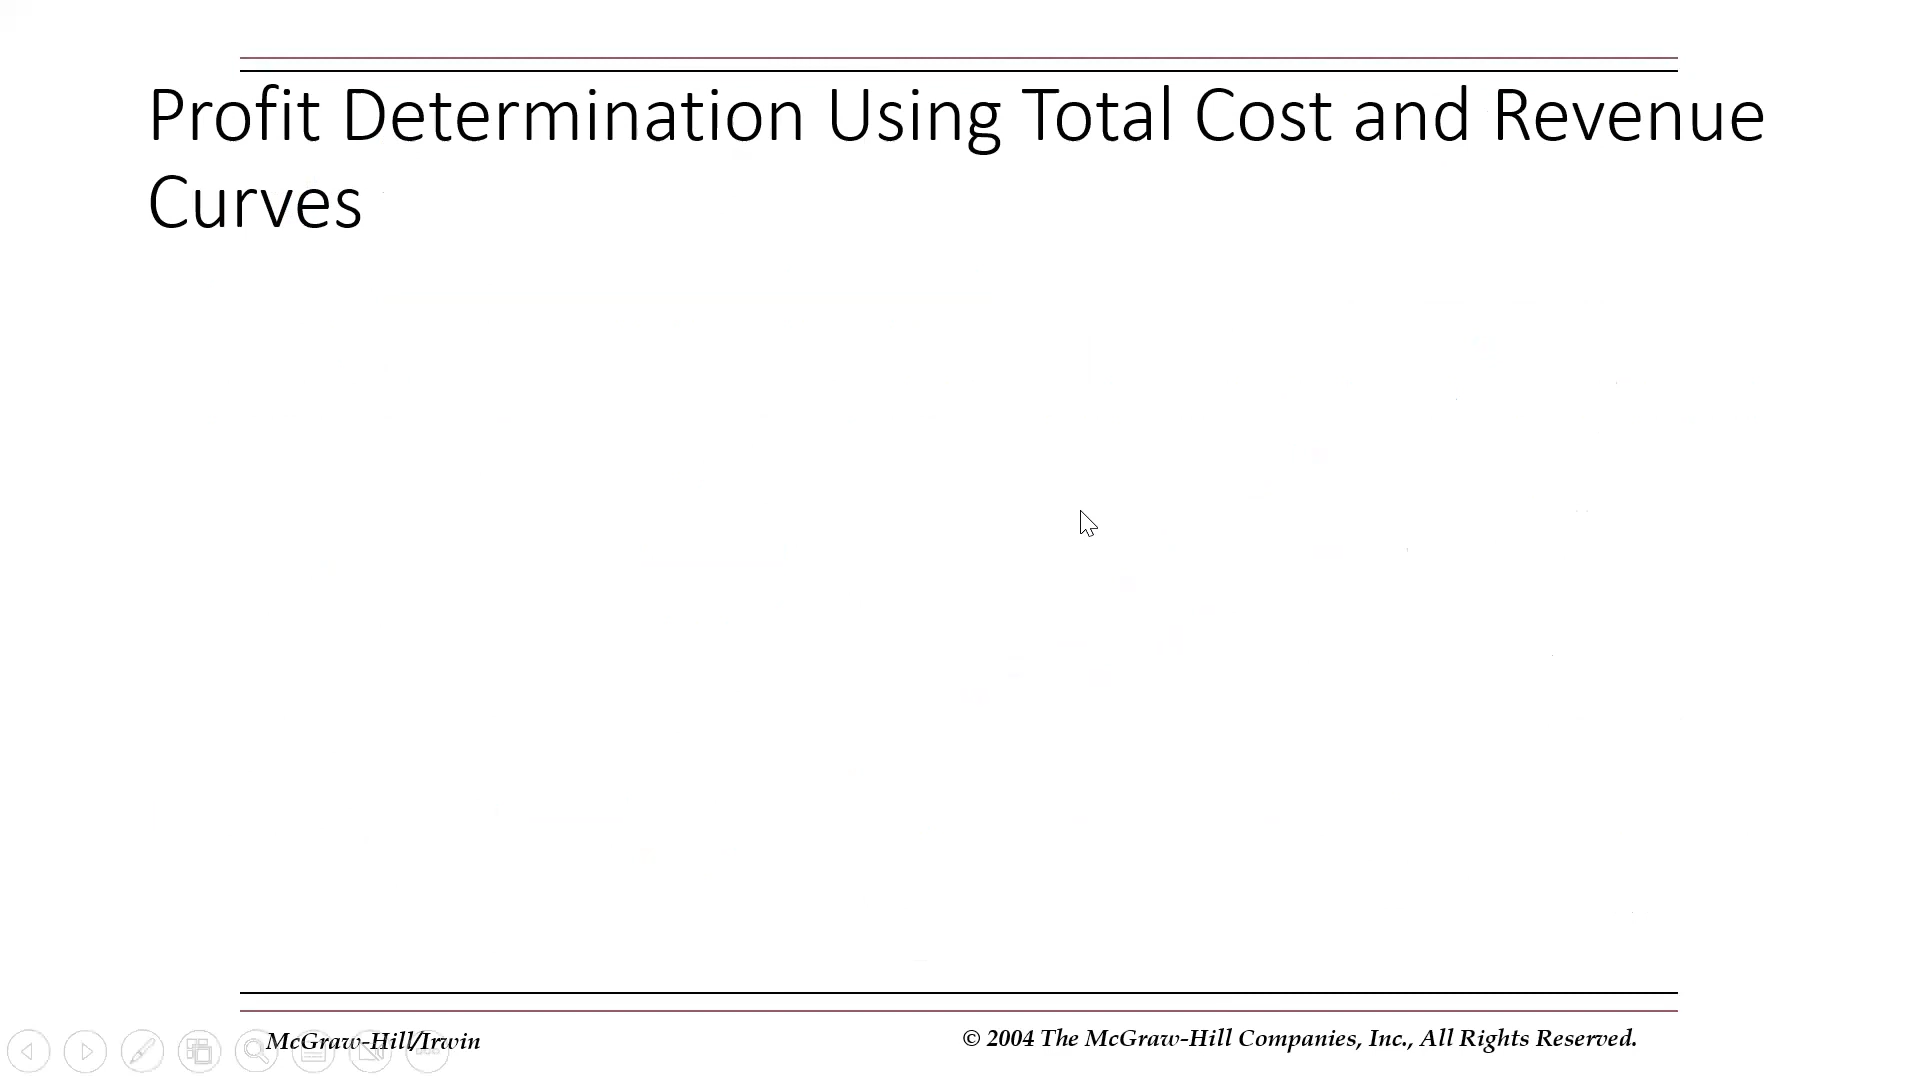 Profit Determination Using Total Cost and Revenue
Curves
McGraw-Hill/Irwin
© 2004 The McGraw-Hill Companies, Inc., All Rights Reserved.